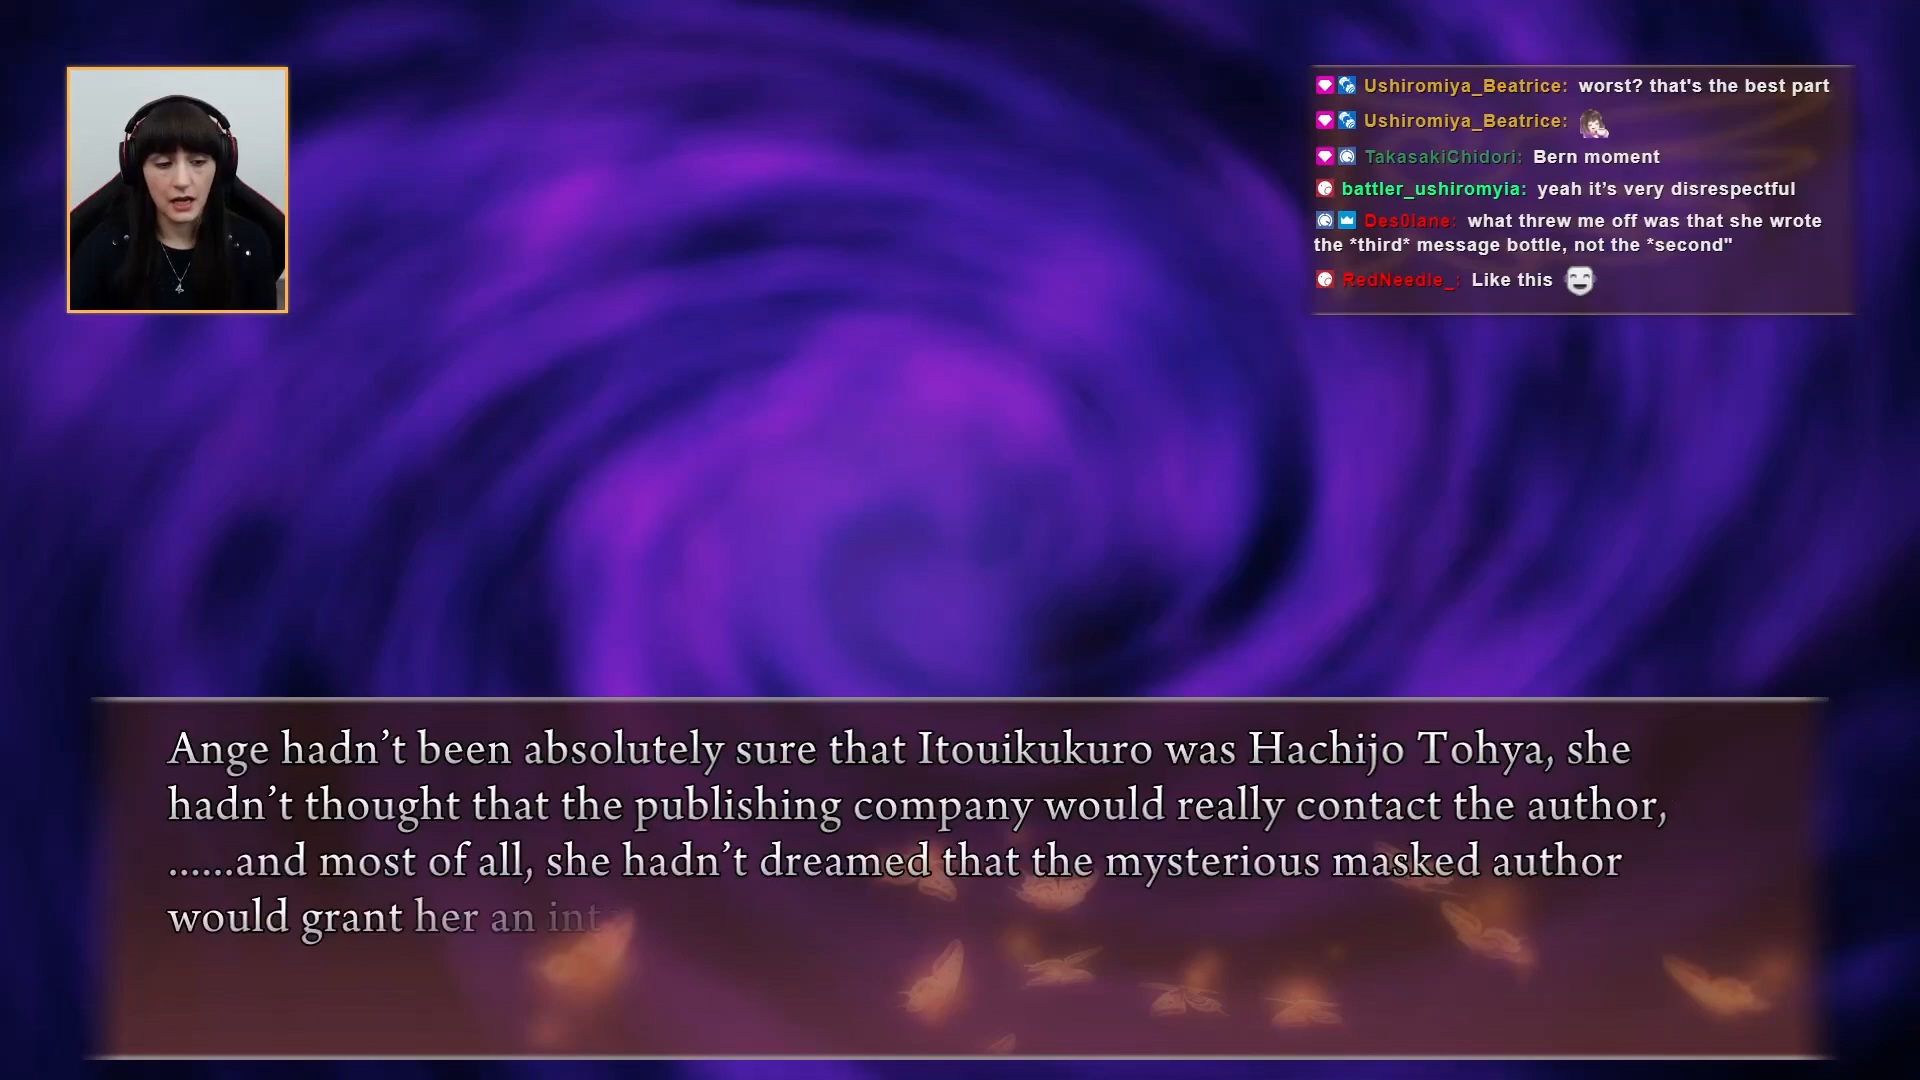 Ushiromiya_Beatrice: worst? that's the best part
Ushiromiya_Beatrice:
TakasakiChidori: Bern moment
battler_ushiromyia: yeah it’s very disrespectful
Des0lane: what threw me off was that she wrote
the *third* message bottle, not the *second"
RedNeedle_: Like this
Ange hadn’t been absolutely sure that Itouikukuro was Hachijo Tohya, she
hadn’t thought that the publishing company would really contact the author,
......and most of all, she hadn’t dreamed that the mysterious masked author
would grant her an int